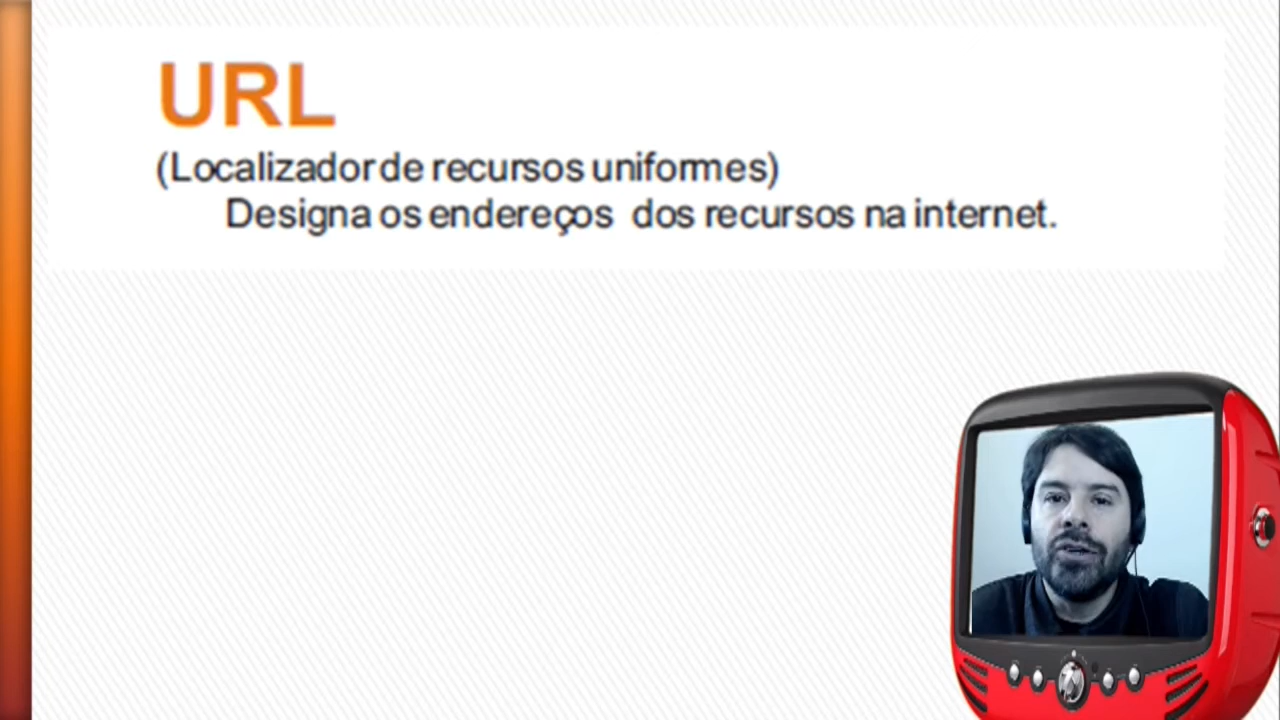 URL
(Localizador de recursos uniformes)
Designa os endereços dos recursos na internet.